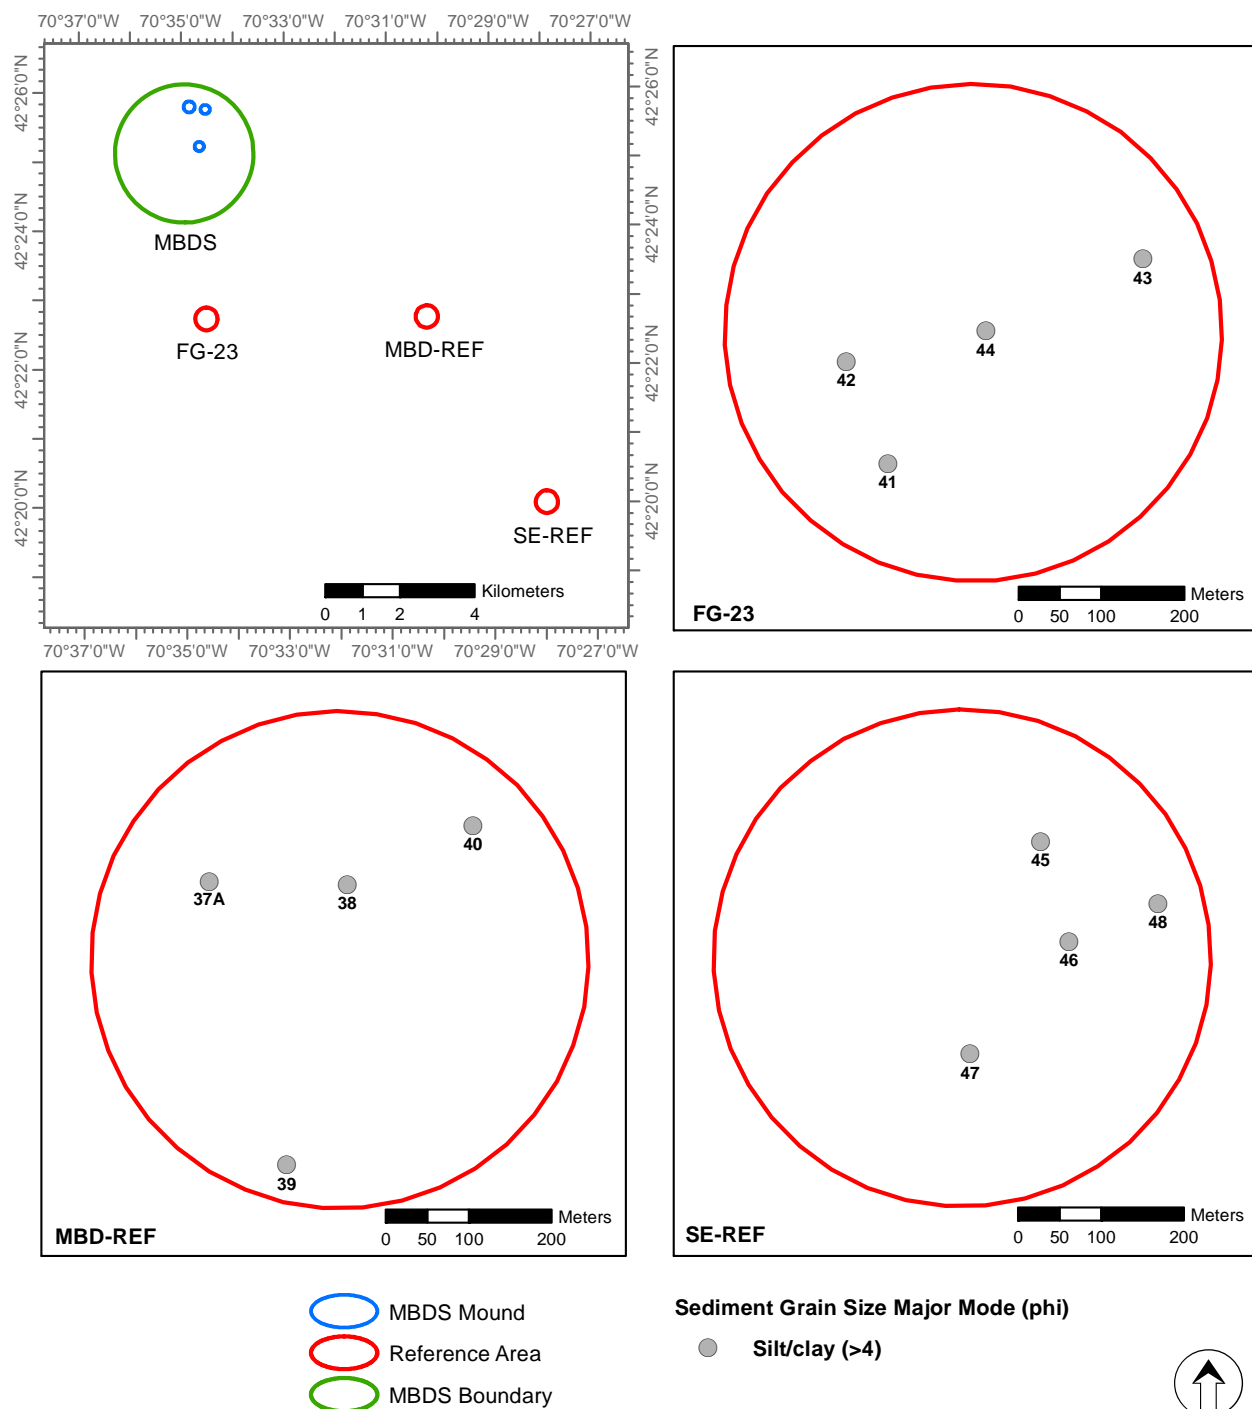 70°37'0"W 70°35'0"W 70°33'0"W 70°31'0"W 70°29'0"W 70°27'0"W
42°26'0"N
42°24'0"N
42°22'0"N
42°20'0"N
42°26'0"N
42°24'0"N
42°22'0"N
42°20'0"N
MBDS
FG-23
MBD-REF
SE-REF
Kilometers
0 1 2 4
70°37'0"W 70°35'0"W 70°33'0"W 70°31'0"W 70°29'0"W 70°27'0"W
43
44
42
41
FG-23
Meters
0 50 100 200
40
37A
38
39
MBD-REF
Meters
0 50 100 200
45
48
46
47
SE-REF
Meters
0 50 100 200
MBDS Mound
Reference Area
MBDS Boundary
Sediment Grain Size Major Mode (phi)
Silt/clay (>4)